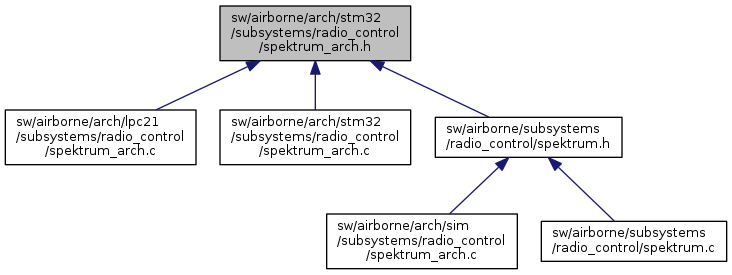 sw/airborne/arch/stm32
/subsystems/radio_control
/spektrum_arch.h
sw/airborne/arch/lpc21
/subsystems/radio_control
/spektrum_arch.c
sw/airborne/arch/stm32
/subsystems/radio_control
/spektrum_arch.c
sw/airborne/subsystems
/radio_control/spektrum.h
sw/airborne/arch/sim
/subsystems/radio_control
/spektrum_arch.c
sw/airborne/subsystems
/radio_control/spektrum.c